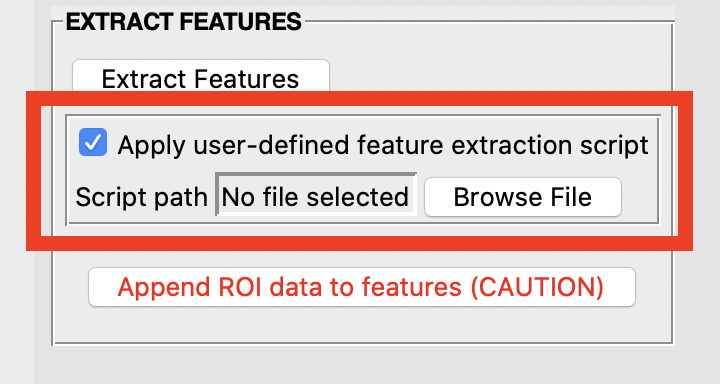 EXTRACT FEATURES
Extract Features
Apply user-defined feature extraction script
Script path No file selected Browse File
Append ROI data to features (CAUTION)